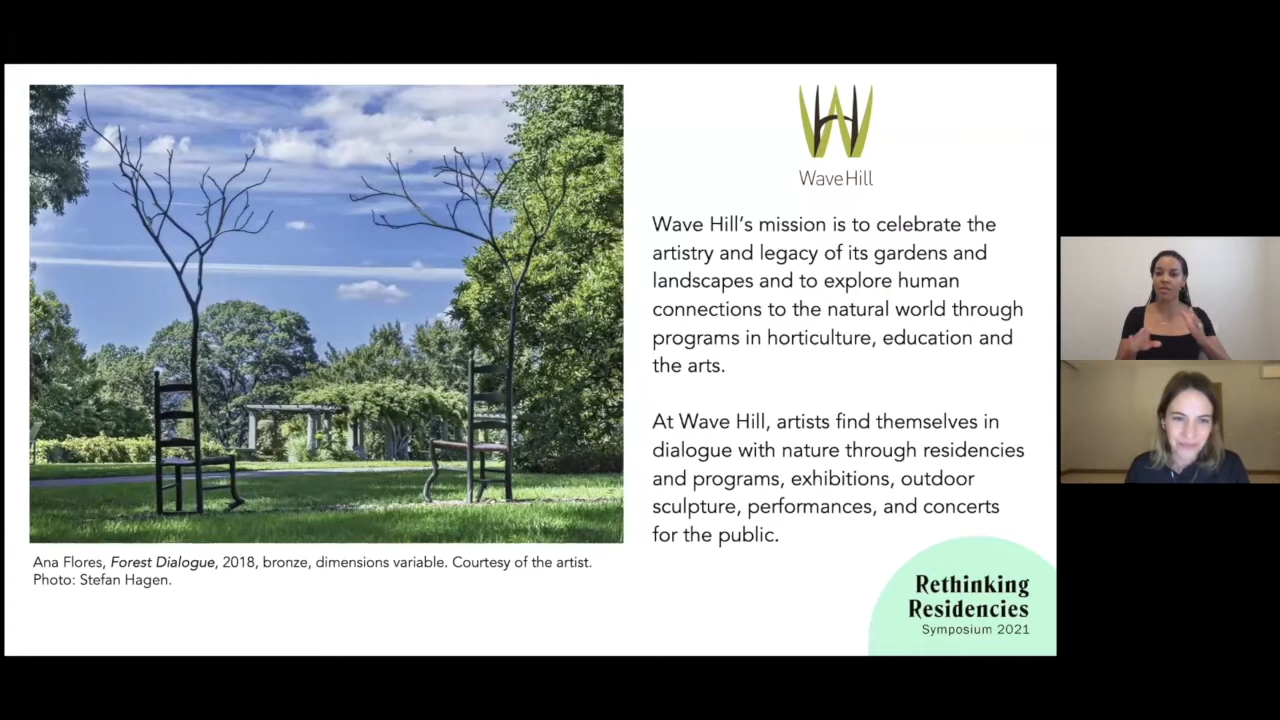 WH
Wave Hill
Wave Hill's mission is to celebrate the
artistry and legacy of its gardens and
landscapes and to explore human
connections to the natural world through
programs in horticulture, education and
the arts.
At Wave Hill, artists find themselves in
dialogue with nature through residencies
and programs, exhibitions, outdoor
sculpture, performances, and concerts
for the public.
Ana Flores, Forest Dialogue, 2018, bronze, dimensions variable. Courtesy of the artist.
Photo: Stefan Hagen.
Rethinking
Residencies
Symposium 2021